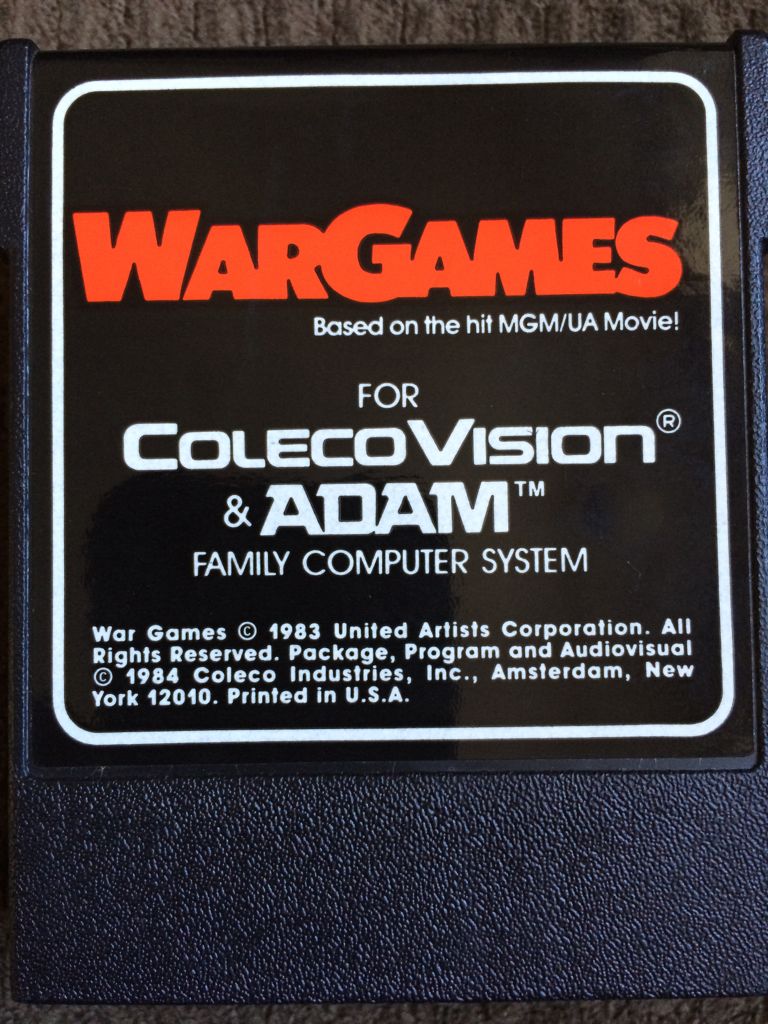 WARGAMES
Based on the hit MGM/UA Movie!
FOR
COLECOVISION®
& ADAM™
FAMILY COMPUTER SYSTEM
War Games © 1983 United Artists Corporation. All
Rights Reserved. Package, Program and Audiovisual
© 1984 Coleco Industries, Inc., Amsterdam, New
York 12010. Printed in U.S.A.